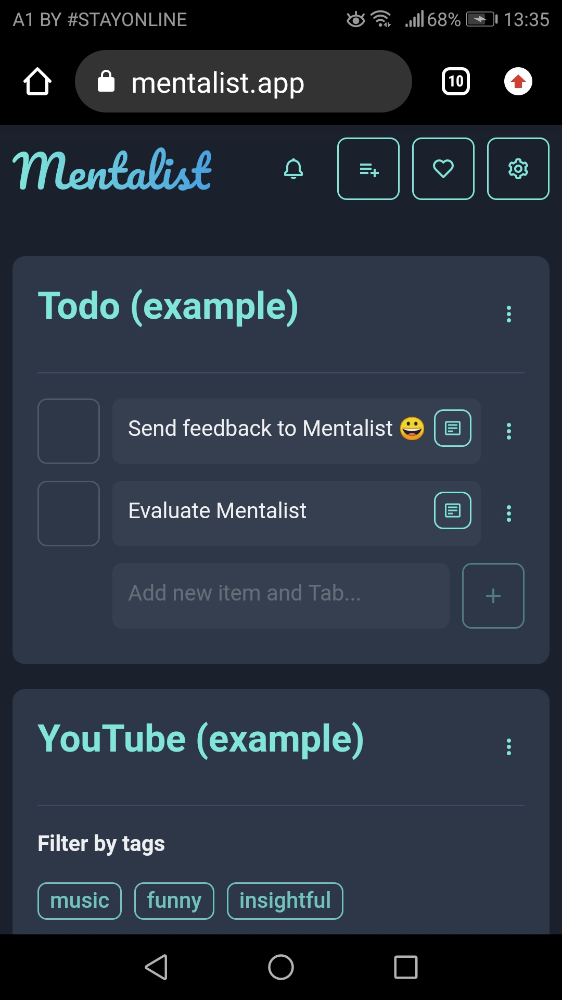 A1 BY #STAYONLINE 68% 13:35
mentalist.app 10
Mentalist
Todo (example)
Send feedback to Mentalist 😀
Evaluate Mentalist
Add new item and Tab...
YouTube (example)
Filter by tags
music funny insightful